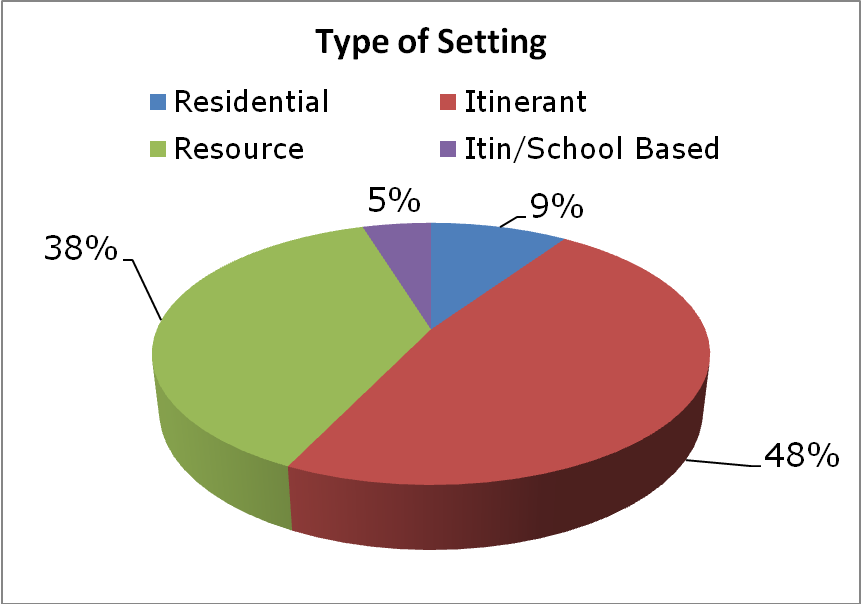 Type of Setting
Residential Itinerant
Resource Itin/School Based
5% 9%
38%
48%